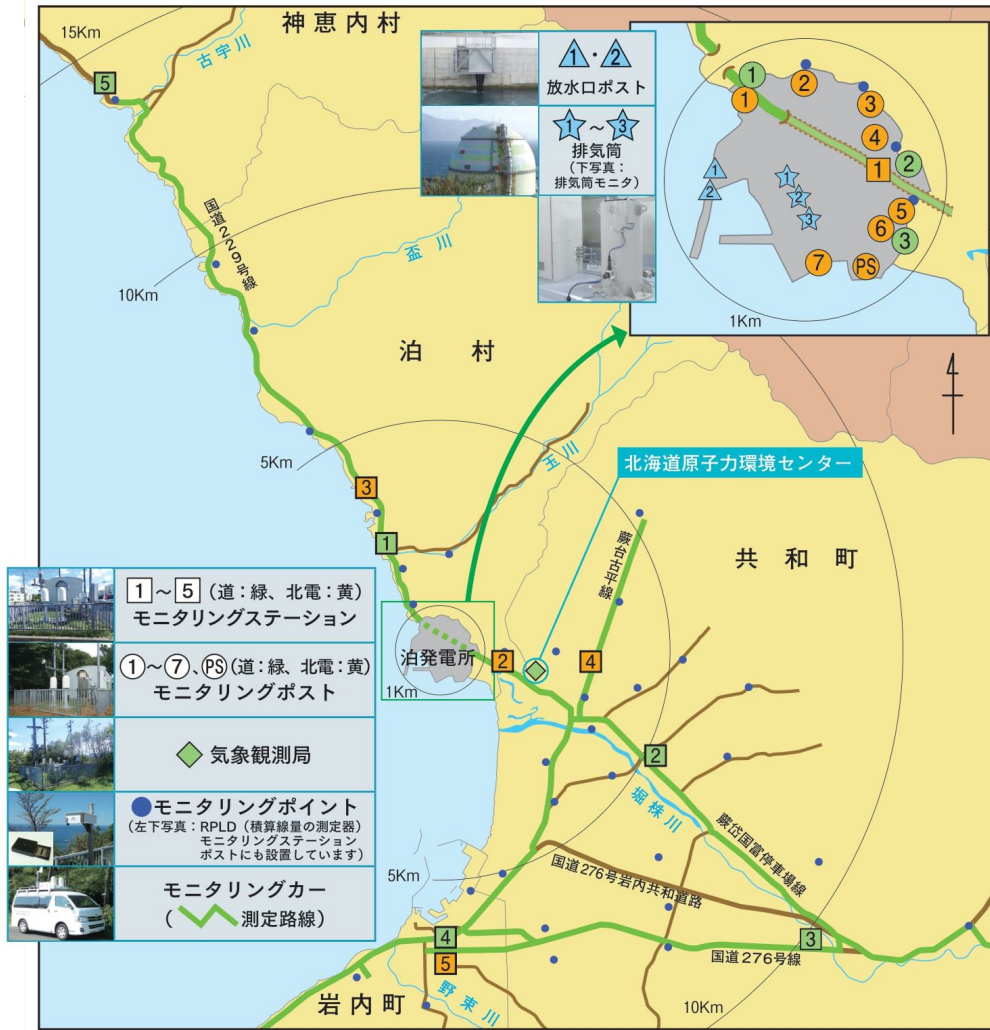 神恵内村
15Km
古宇川
5
国道229号線
10Km
盃川
泊 村
5Km
玉川
3
1
1・2
放水口ポスト
1～3
排気筒
(下写真：
排気筒モニタ)
1
1
2
3
4
2
1
5
6
3
7
PS
1
2
1
2
3
1Km
4
北海道原子力環境センター
蕨台古平線
共和町
泊発電所
1Km
2
4
2
堀株川
蕨岱国富停車場線
国道276号岩内共和道路
5Km
4
5
3
国道276号線
岩内町
野束川
10Km
1～5(道：緑、北電：黄)
モニタリングステーション
①～⑦、PS(道：緑、北電：黄)
モニタリングポスト
気象観測局
モニタリングポイント
(左下写真：RPLD(積算線量の測定器)
モニタリングステーション
ポストにも設置しています)
モニタリングカー
( 測定路線)